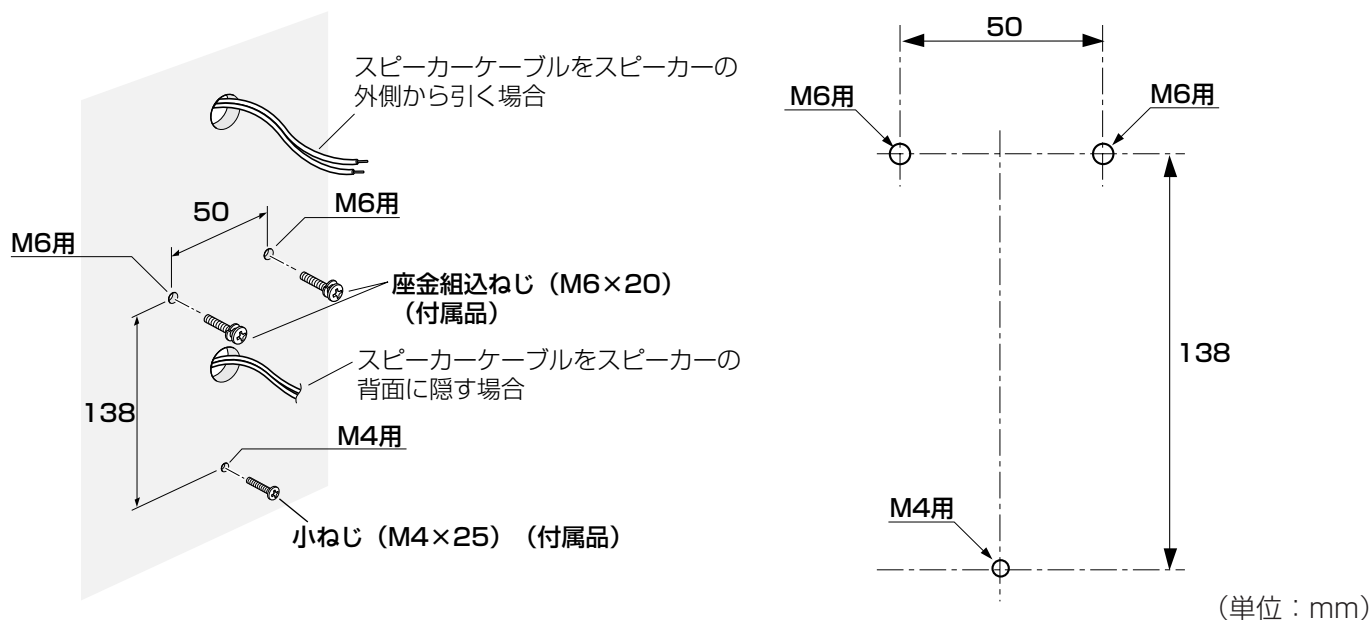 スピーカーケーブルをスピーカーの
外側から引く場合
50
M6用
M6用
座金組込ねじ（M6×20）
（付属品）
スピーカーケーブルをスピーカーの
背面に隠す場合
138
M4用
小ねじ（M4×25）（付属品）
50
M6用
M6用
138
M4用
（単位：mm）